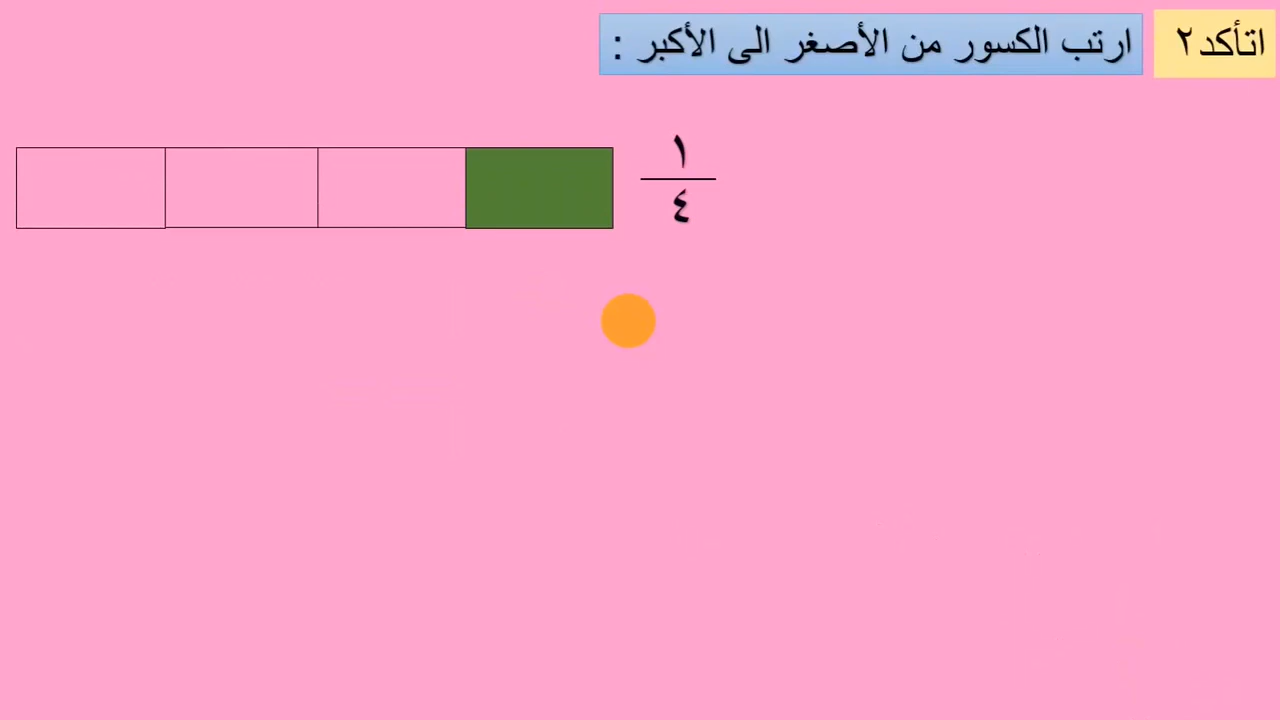 اتأكد٢
ارتب الكسور من الأصغر الى الأكبر :
١
٤